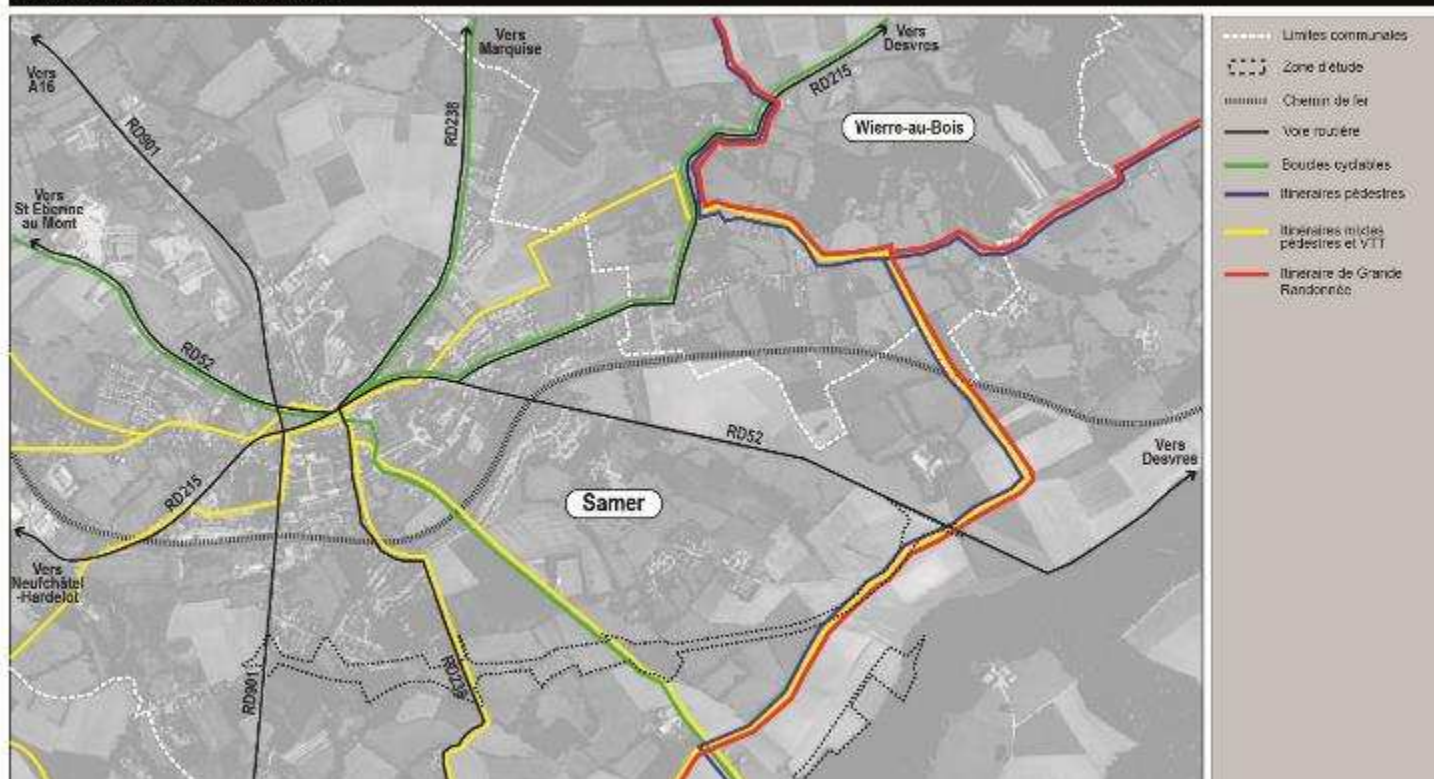 Vers
A16
RD901
Vers
Marquise
RD238
Vers
Desvres
RD215
Wierre-au-Bois
Vers
St Etienne
au Mont
RD52
RD52
Vers
Desvres
Samer
RD215
Vers
Neufchâtel
-Hardelot
RD901
Limites communales
Zone d'étude
Chemin de fer
Voie routière
Boucles cyclables
Itinéraires pédestres
Itinéraires mixtes
pédestres et VTT
Itinéraire de Grande
Randonnée